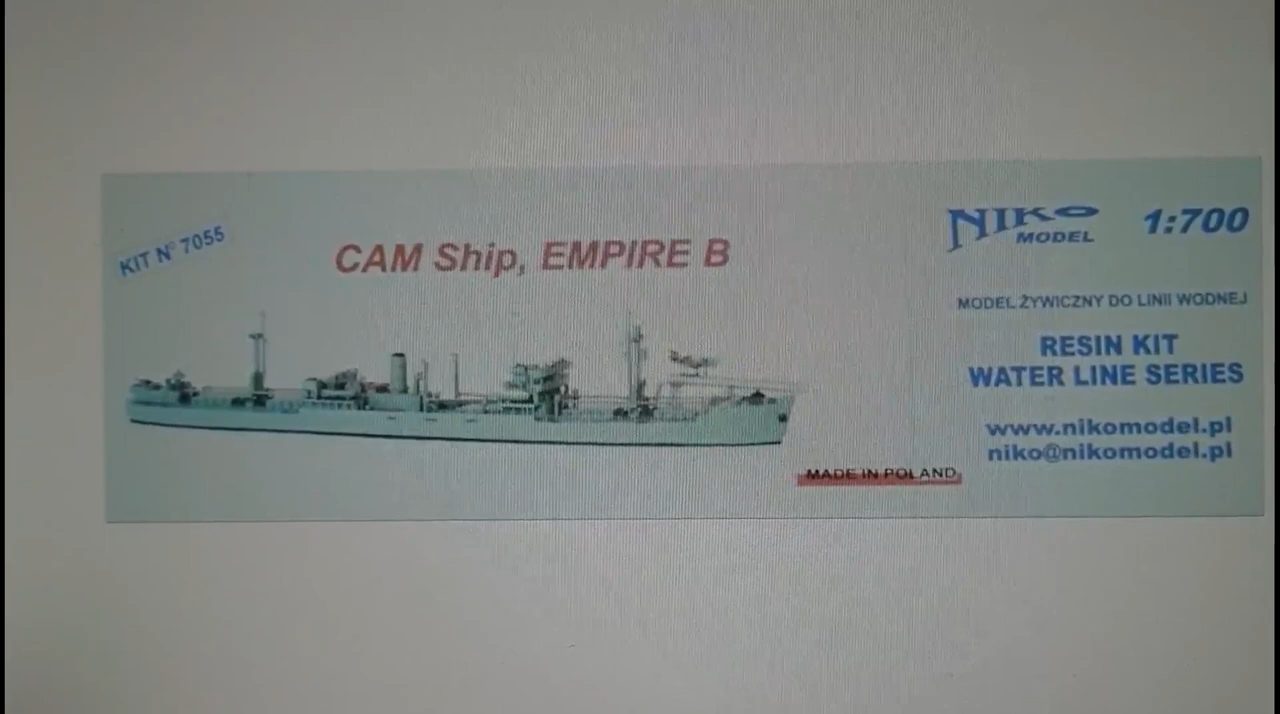 KIT Nº 7055
CAM Ship, EMPIRE B
NIKO
MODEL
1:700
MODEL ŻYWICZNY DO LINII WODNEJ
RESIN KIT
WATER LINE SERIES
www.nikomodel.pl
niko@nikomodel.pl
MADE IN POLAND